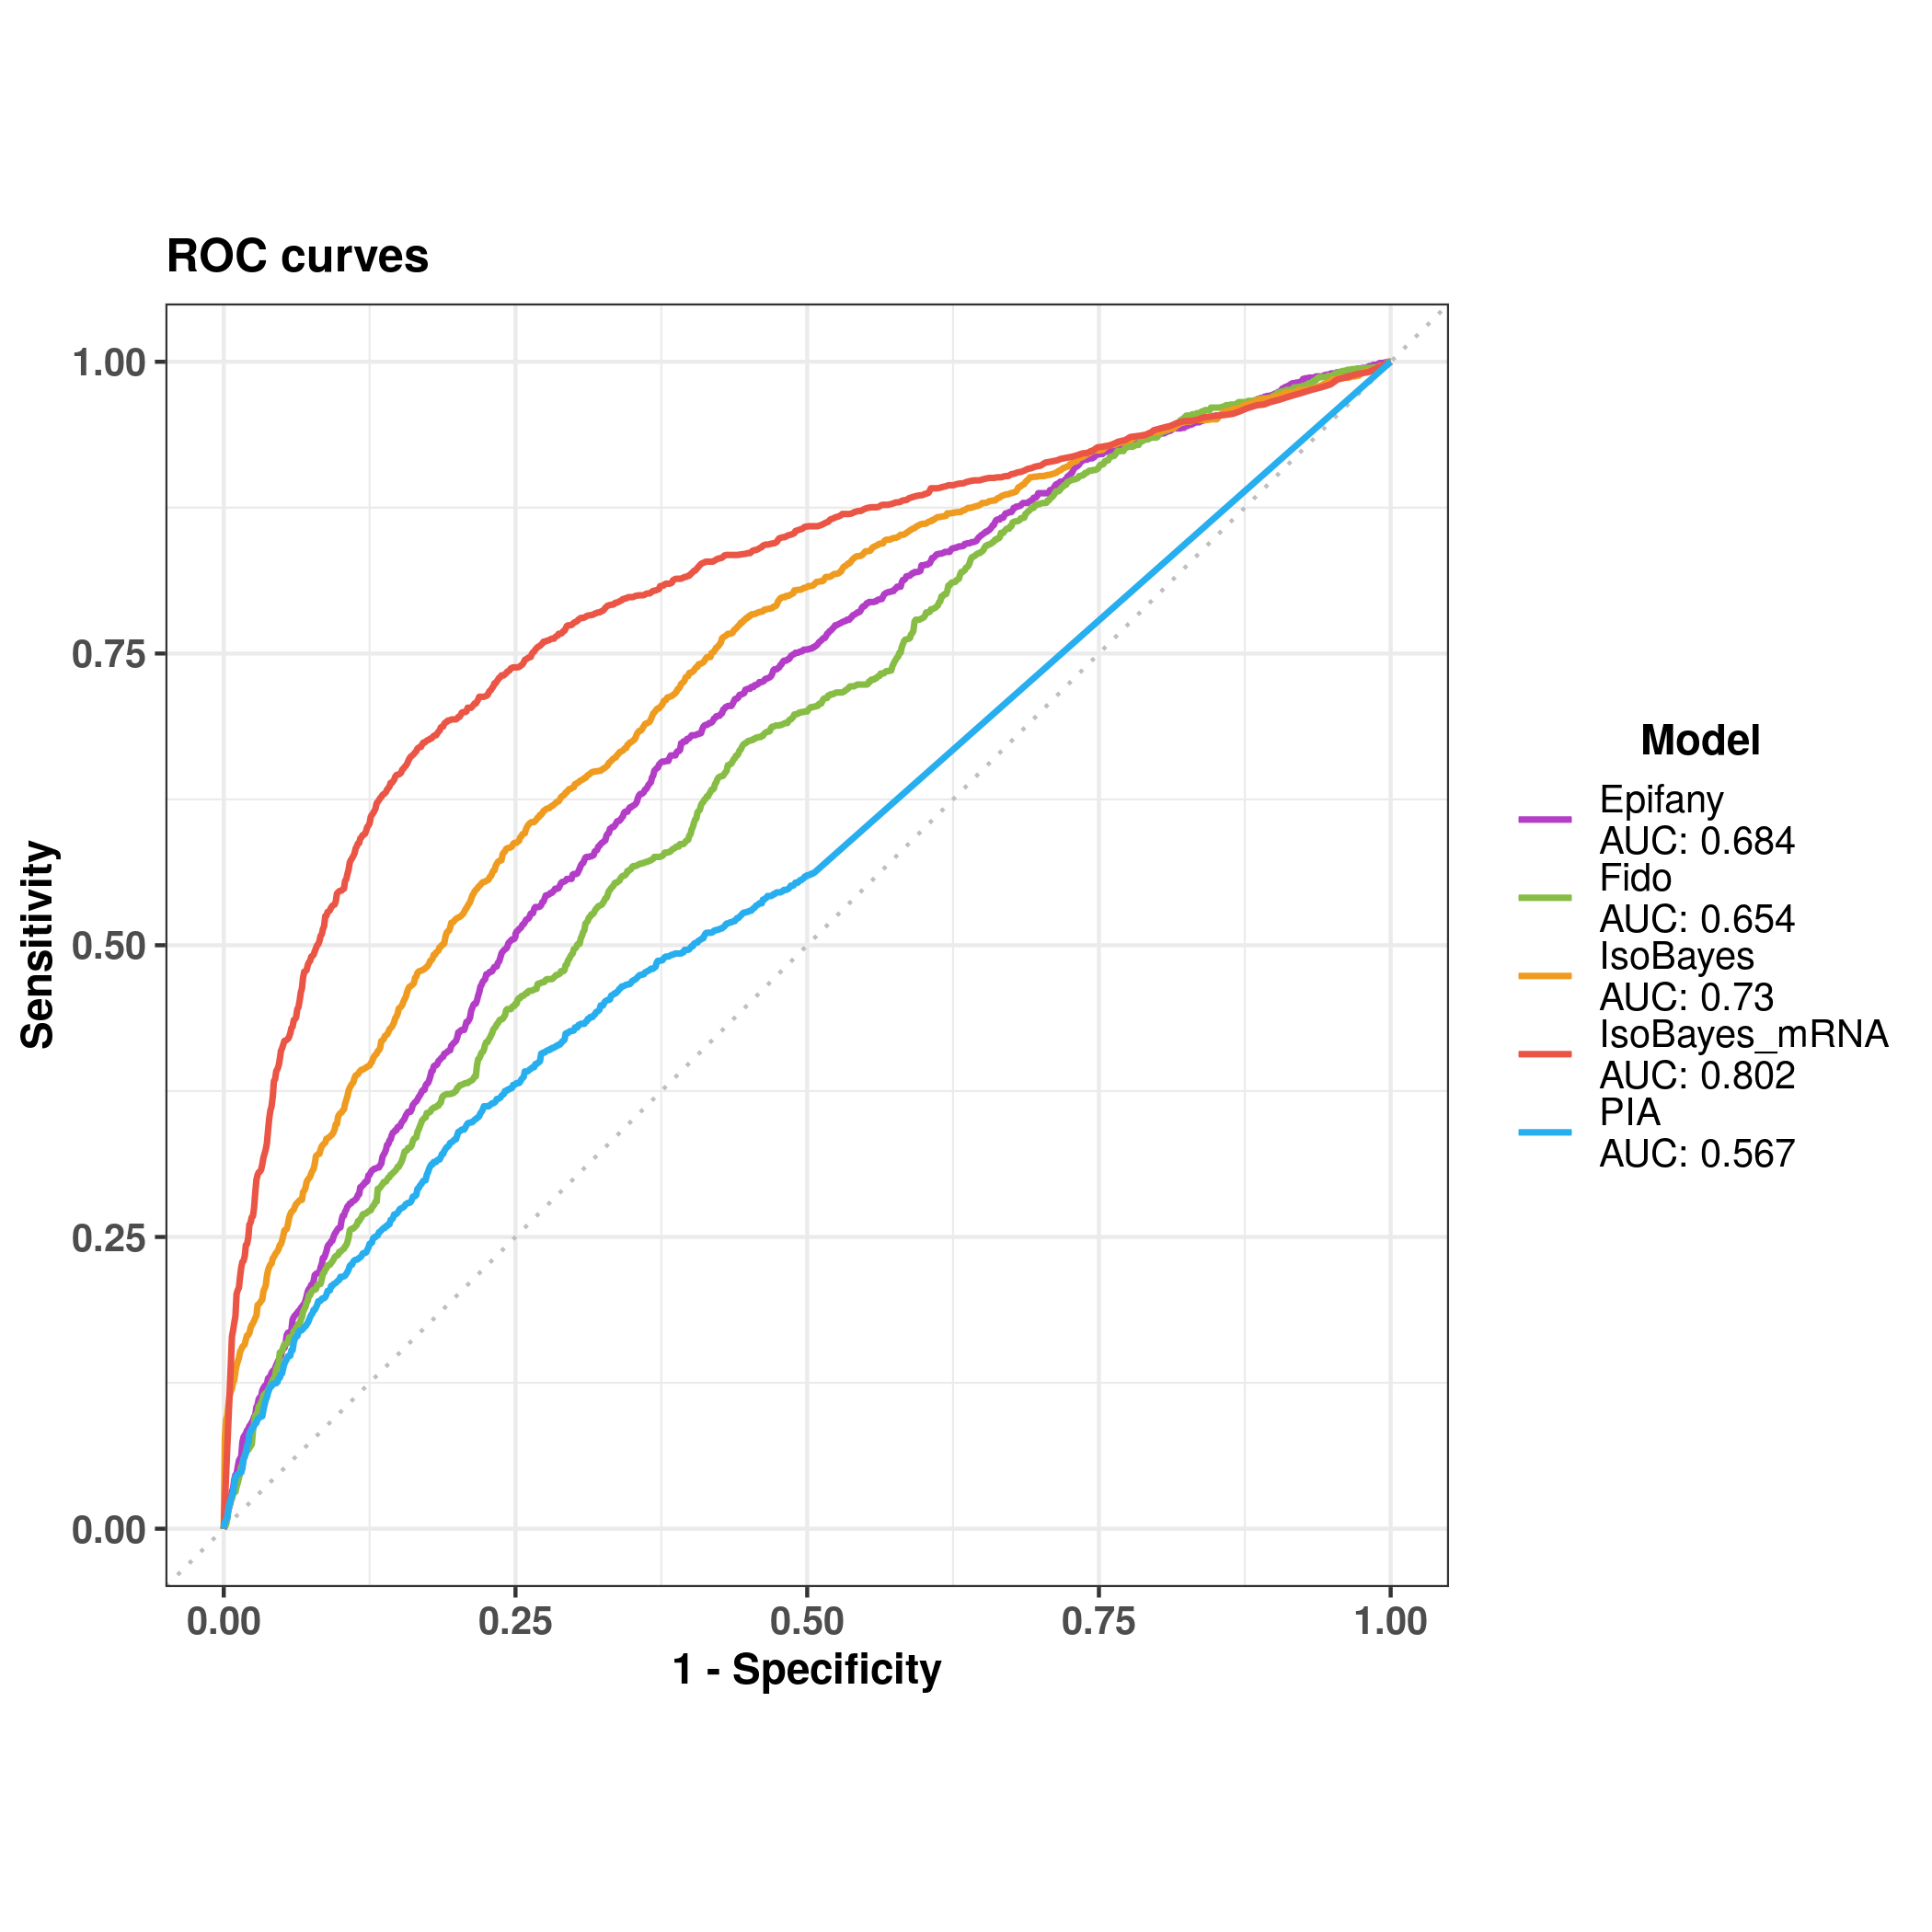 ROC curves
1.00
0.75
0.50
0.25
0.00
Sensitivity
0.00
0.25
0.50
0.75
1.00
1 - Specificity
Model
Epifany
AUC: 0.684
Fido
AUC: 0.654
IsoBayes
AUC: 0.73
IsoBayes_mRNA
AUC: 0.802
PIA
AUC: 0.567